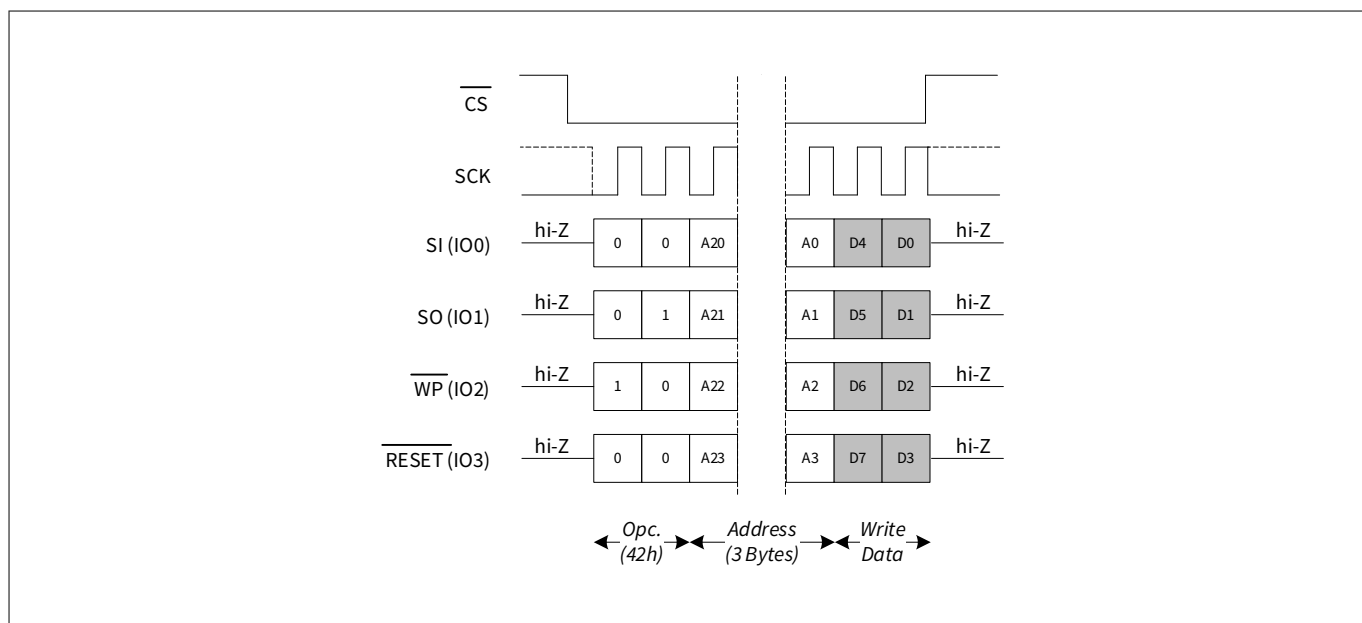 CS
SCK
SI (IO0) hi-Z 0 0 A20 A0 D4 D0 hi-Z
SO (IO1) hi-Z 0 1 A21 A1 D5 D1 hi-Z
WP (IO2) hi-Z 1 0 A22 A2 D6 D2 hi-Z
RESET (IO3) hi-Z 0 0 A23 A3 D7 D3 hi-Z
Opc. Address Write
(42h) (3 Bytes) Data